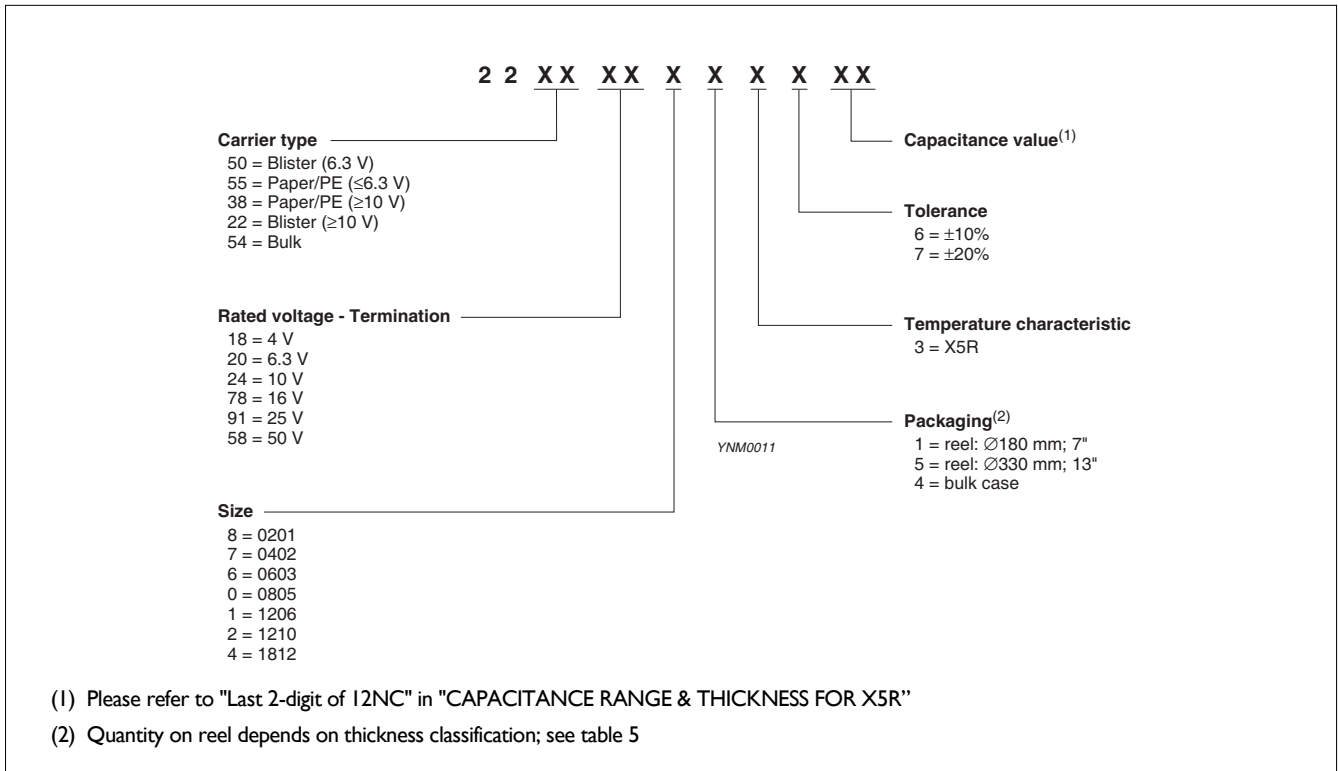 2 2 X X X X X X X X X X
Carrier type
50 = Blister (6.3 V)
55 = Paper/PE (≤6.3 V)
38 = Paper/PE (≥10 V)
22 = Blister (≥10 V)
54 = Bulk
Rated voltage - Termination
18 = 4 V
20 = 6.3 V
24 = 10 V
78 = 16 V
91 = 25 V
58 = 50 V
Size
8 = 0201
7 = 0402
6 = 0603
0 = 0805
1 = 1206
2 = 1210
4 = 1812
Capacitance value(1)
Tolerance
6 = ±10%
7 = ±20%
Temperature characteristic
3 = X5R
Packaging(2)
1 = reel: ∅180 mm; 7"
5 = reel: ∅330 mm; 13"
4 = bulk case
YNM0011
(1) Please refer to "Last 2-digit of 12NC" in "CAPACITANCE RANGE & THICKNESS FOR X5R”
(2) Quantity on reel depends on thickness classification; see table 5